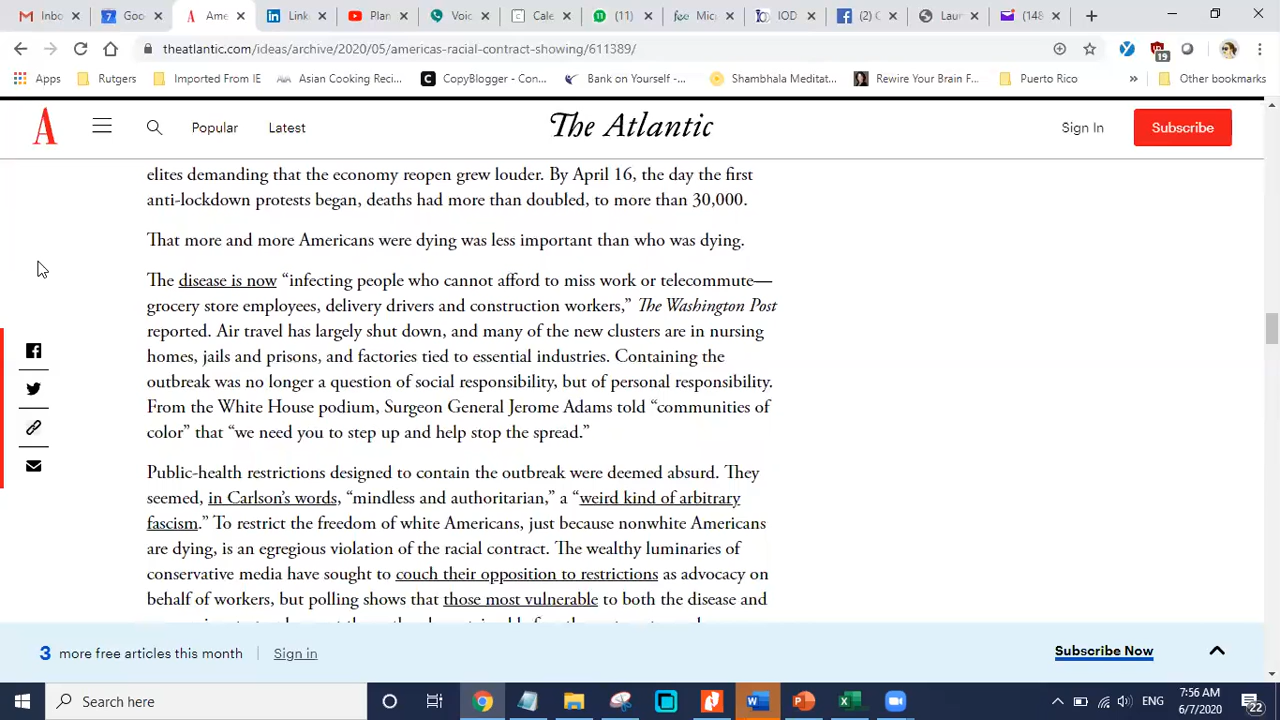 Inbo
7 Goo
A Ame
Link
Plan
Voic
C Cale
(11)
Mic
IOD
(2) C
Laur
(148
theatlantic.com/ideas/archive/2020/05/americas-racial-contract-showing/611389/
19
Apps Rutgers Imported From IE Asian Cooking Reci... C CopyBlogger - Con... Bank on Yourself -... Shambhala Meditat... Rewire Your Brain F... Puerto Rico » Other bookmarks
A Popular Latest The Atlantic Sign In Subscribe
elites demanding that the economy reopen grew louder. By April 16, the day the first
anti-lockdown protests began, deaths had more than doubled, to more than 30,000.
That more and more Americans were dying was less important than who was dying.
The disease is now “infecting people who cannot afford to miss work or telecommute—
grocery store employees, delivery drivers and construction workers,” The Washington Post
reported. Air travel has largely shut down, and many of the new clusters are in nursing
homes, jails and prisons, and factories tied to essential industries. Containing the
outbreak was no longer a question of social responsibility, but of personal responsibility.
From the White House podium, Surgeon General Jerome Adams told “communities of
color” that “we need you to step up and help stop the spread.”
Public-health restrictions designed to contain the outbreak were deemed absurd. They
seemed, in Carlson’s words, “mindless and authoritarian,” a “weird kind of arbitrary
fascism.” To restrict the freedom of white Americans, just because nonwhite Americans
are dying, is an egregious violation of the racial contract. The wealthy luminaries of
conservative media have sought to couch their opposition to restrictions as advocacy on
behalf of workers, but polling shows that those most vulnerable to both the disease and
3 more free articles this month Sign in Subscribe Now
Search here
ENG
7:56 AM
6/7/2020
22